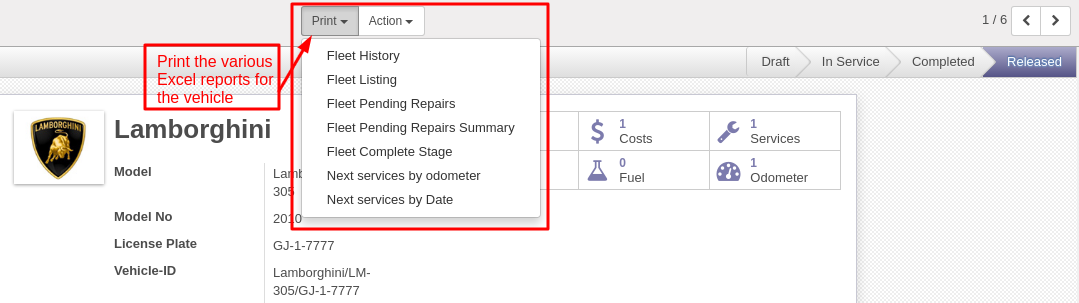 Print Action 1 / 6
Draft In Service Completed Released
Print the various
Excel reports for
the vehicle
Fleet History
Fleet Listing
Fleet Pending Repairs
Fleet Pending Repairs Summary
Fleet Complete Stage
Next services by odometer
Next services by Date
LAMBORGHINI
Lamborghini
1
Costs
1
Services
0
Fuel
1
Odometer
Model
Lamb
305
Model No 2010
License Plate GJ-1-7777
Vehicle-ID Lamborghini/LM-
305/GJ-1-7777